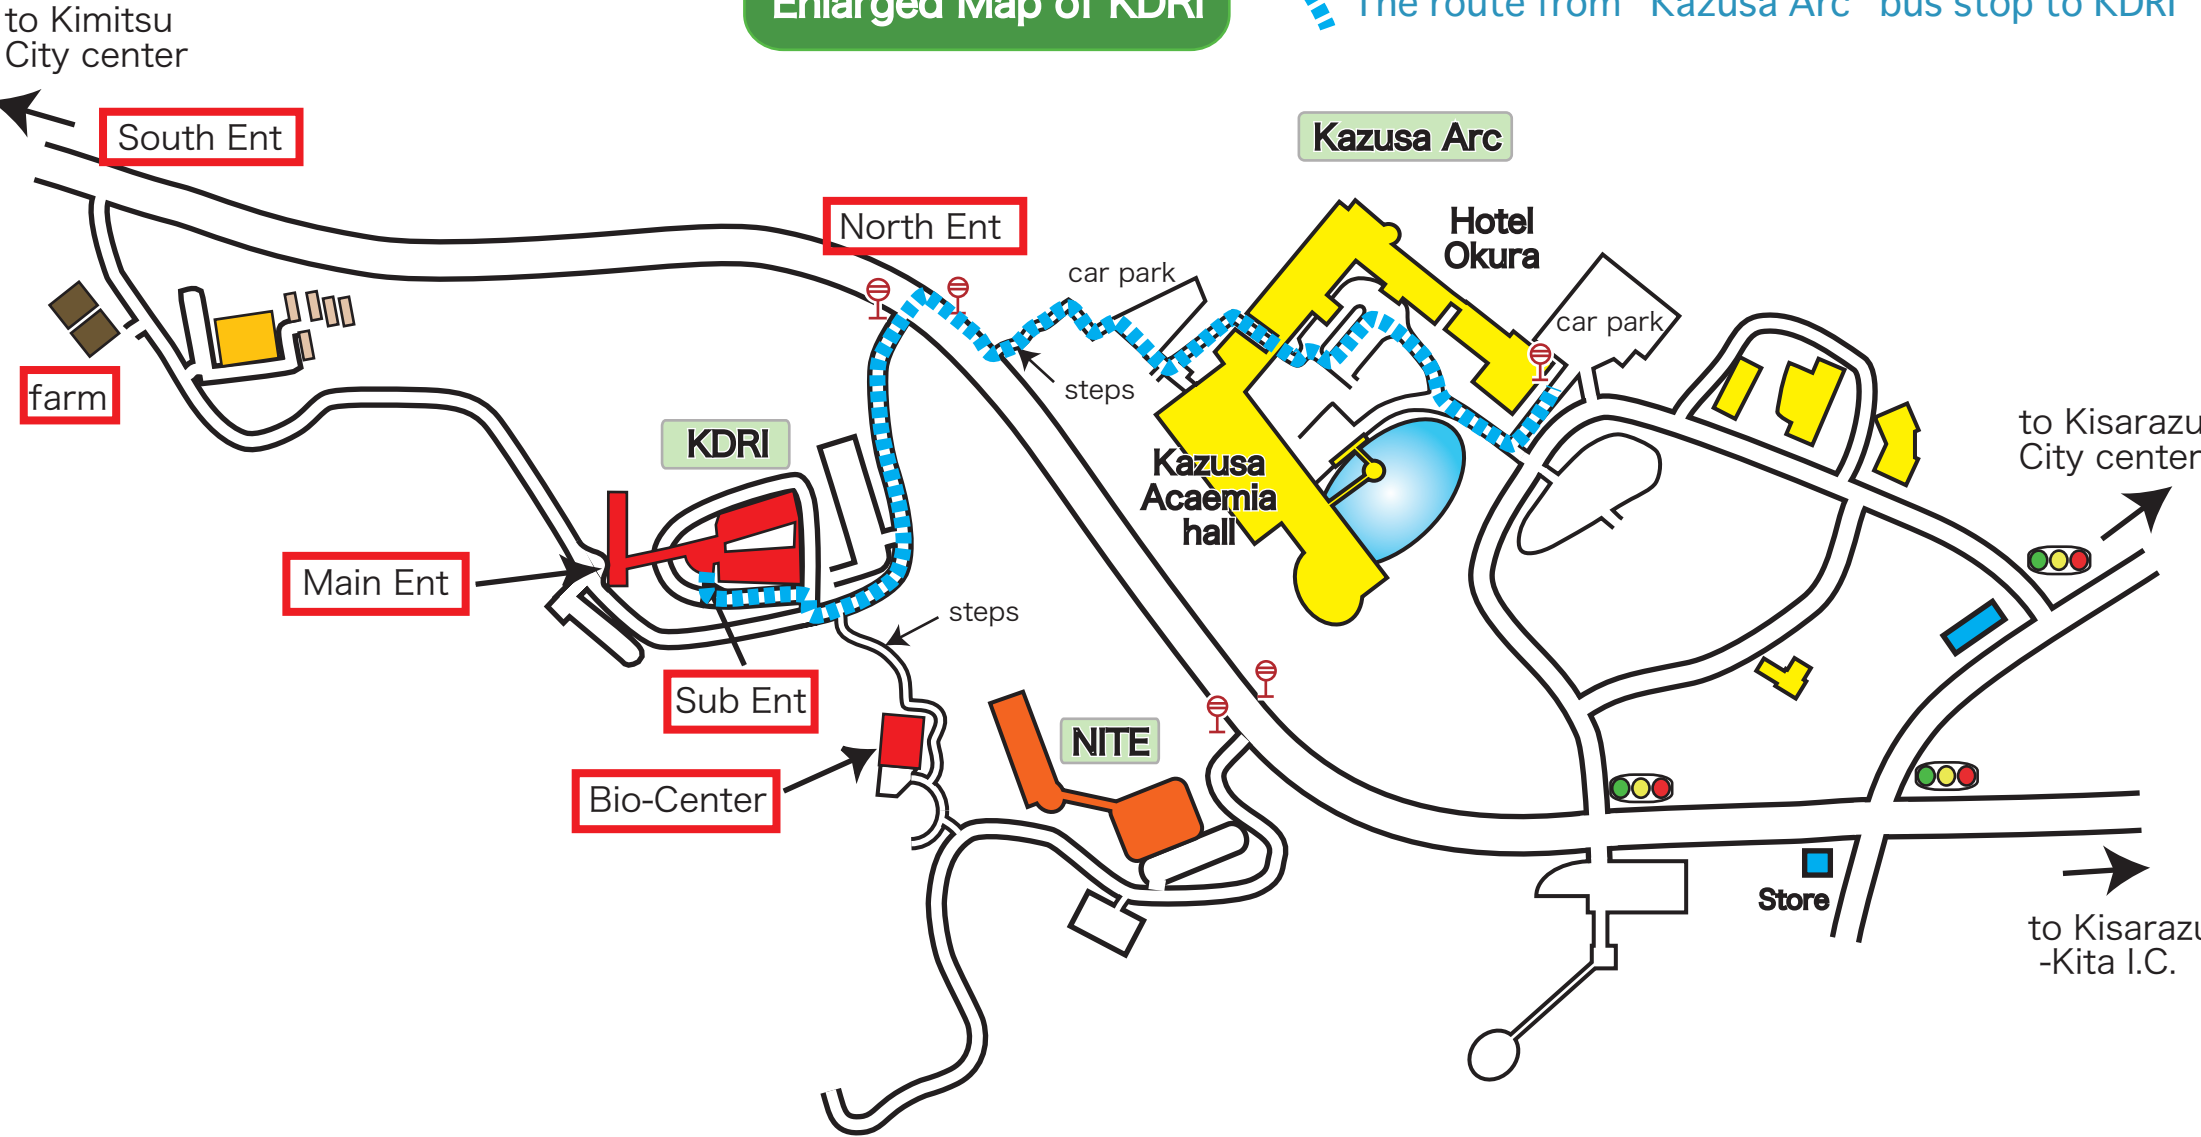 Enlarged Map of KDRI
The route from "Kazusa Arc" bus stop to KDRI
to Kimitsu
City center
South Ent
Kazusa Arc
North Ent
Hotel
Okura
car park
car park
steps
farm
KDRI
to Kisarazu
City center
Kazusa
Acaemia
hall
Main Ent
steps
Sub Ent
NITE
Bio-Center
Store
to Kisarazu
-Kita I.C.